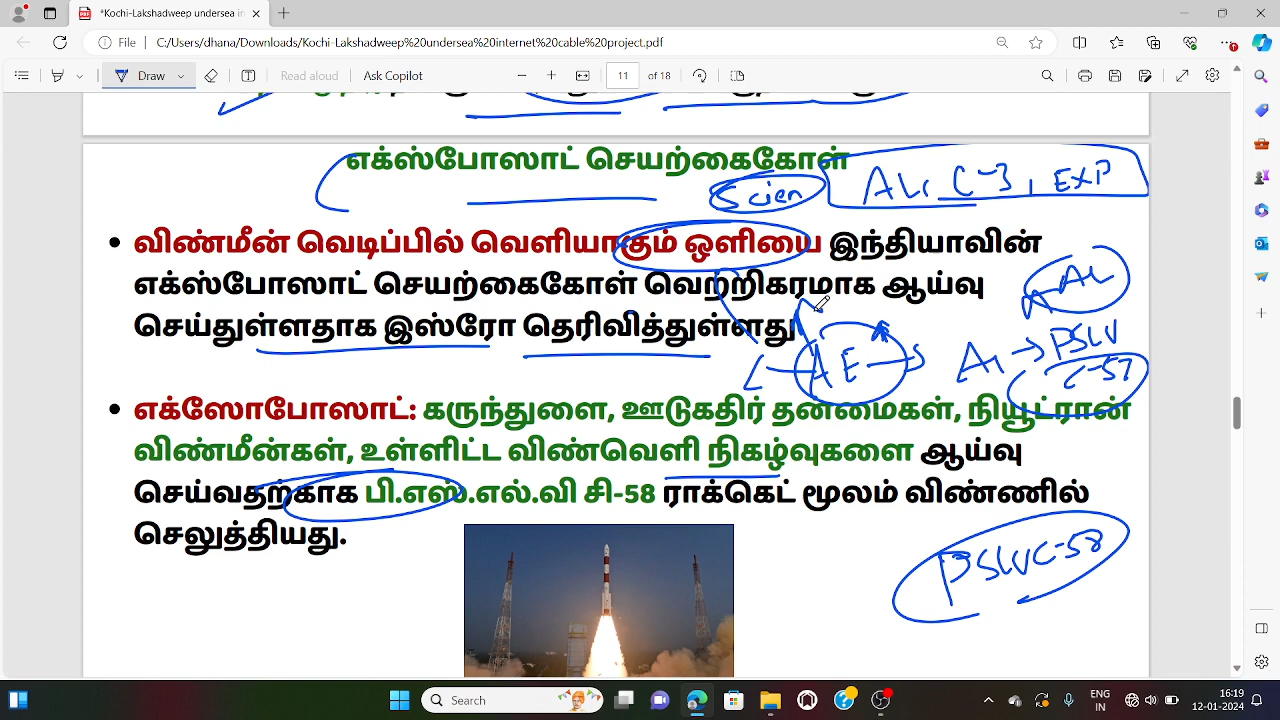 *Kochi-Lakshadweep undersea in
File C:/Users/dhana/Downloads/Kochi-Lakshadweep%20undersea%20internet%20cable%20project.pdf
Draw Read aloud Ask Copilot 11 of 18
எக்ஸ்போஸாட் செயற்கைகோள்
Scien AL1 C-3, EXP
விண்மீன் வெடிப்பில் வெளியாகும் ஒளியை இந்தியாவின்
எக்ஸ்போஸாட் செயற்கைகோள் வெற்றிகரமாக ஆய்வு
AL
செய்துள்ளதாக இஸ்ரோ தெரிவித்துள்ளது.
AL → PSLV
C-57
எக்ஸோபோஸாட்: கருந்துளை, ஊடுகதிர் தன்மைகள், நியூட்ரான்
விண்மீன்கள், உள்ளிட்ட விண்வெளி நிகழ்வுகளை ஆய்வு
செய்வதற்காக பி.எஸ்.எல்.வி சி-58 ராக்கெட் மூலம் விண்ணில்
செலுத்தியது.
PSLVC-58
Search
ENG
IN
16:19
12-01-2024